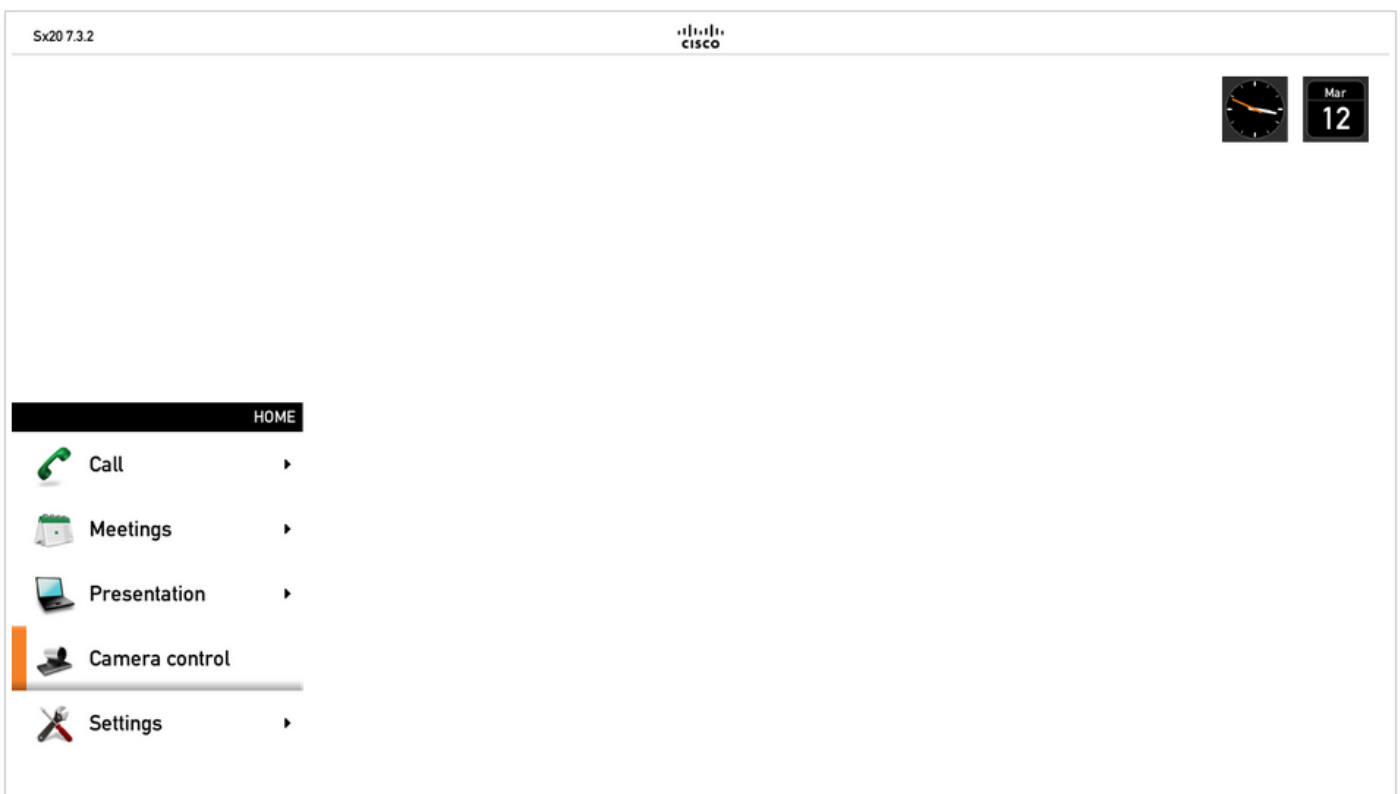 Sx20 7.3.2
CISCO
Mar
12
HOME
Call
Meetings
Presentation
Camera control
Settings